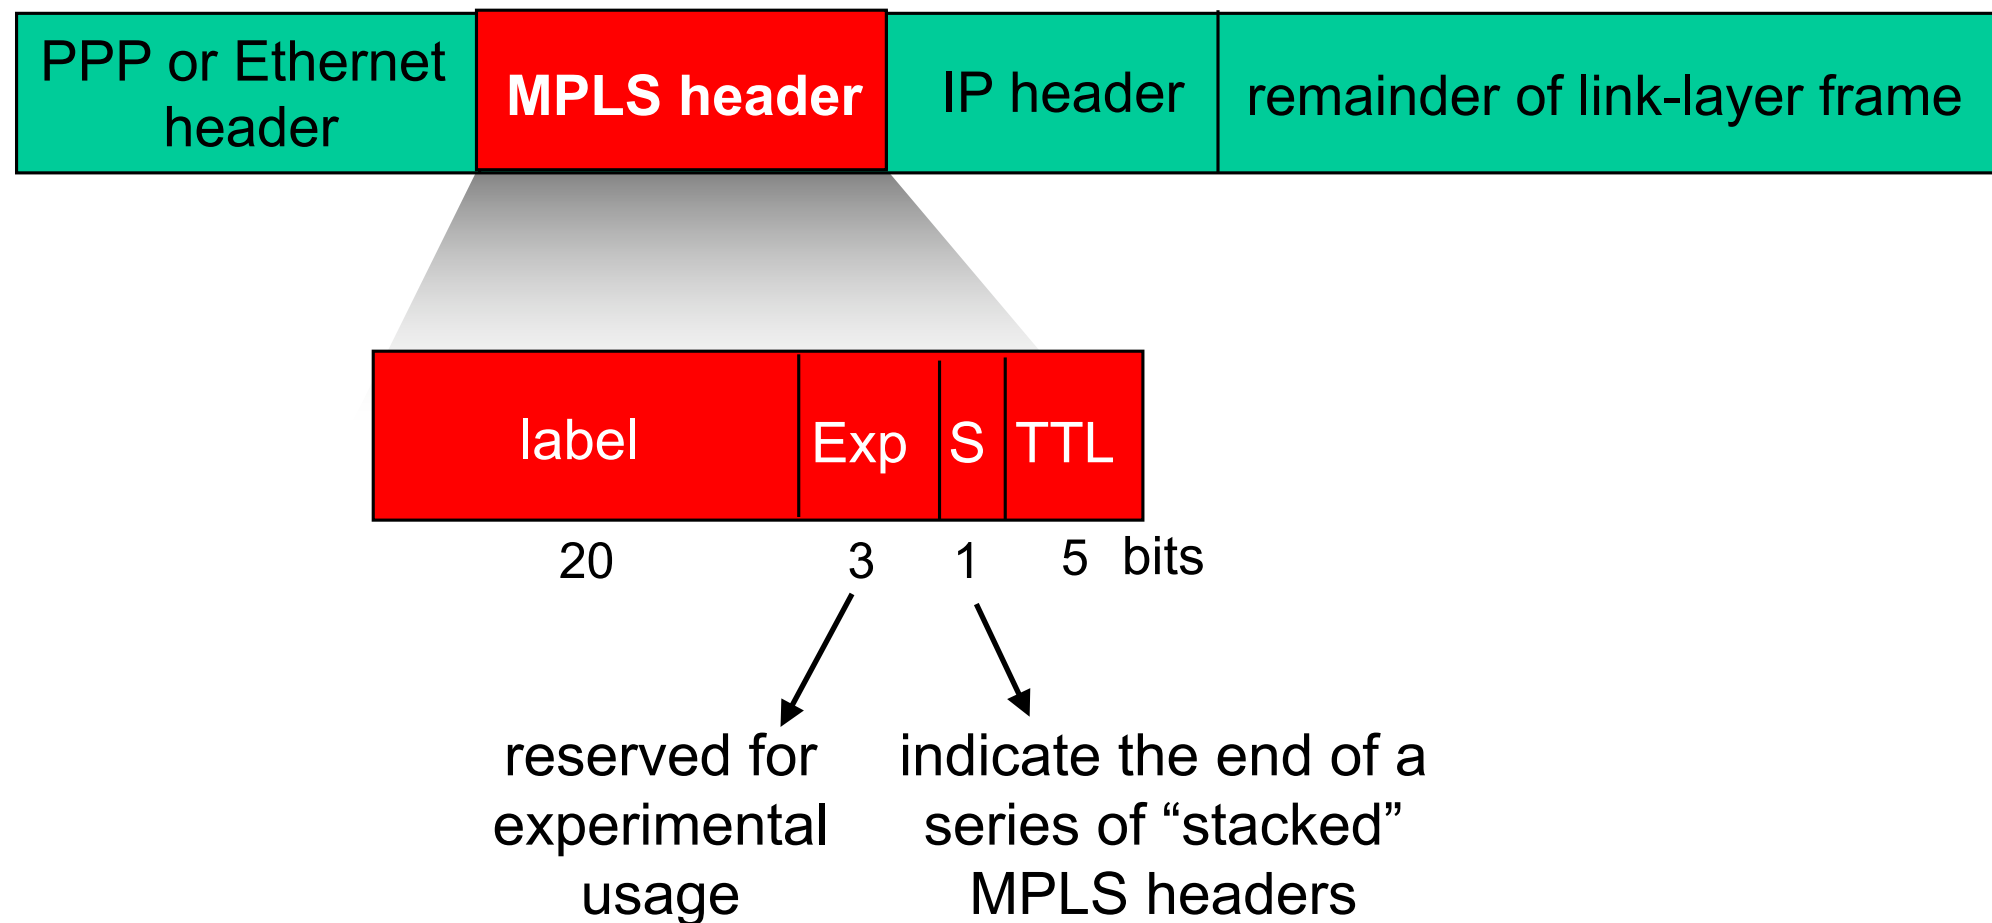 PPP or Ethernet
header
MPLS header
IP header
remainder of link-layer frame
label
Exp
S
TTL
20
3
1
5
bits
reserved for
experimental
usage
indicate the end of a
series of “stacked”
MPLS headers